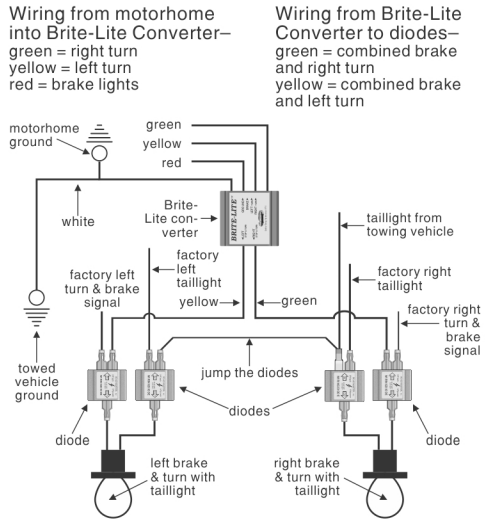 Wiring from motorhome
into Brite-Lite Converter–
green = right turn
yellow = left turn
red = brake lights
Wiring from Brite-Lite
Converter to diodes–
green = combined brake
and right turn
yellow = combined brake
and left turn
motorhome
ground
green
yellow
red
white
Brite-
Lite con-
verter
BRITE-LITE
taillight from
towing vehicle
factory
left
taillight
factory left
turn & brake
signal
yellow
green
factory right
taillight
factory right
turn &
brake
signal
towed
vehicle
ground
jump the diodes
diode
diodes
diode
left brake
& turn with
taillight
right brake
& turn with
taillight